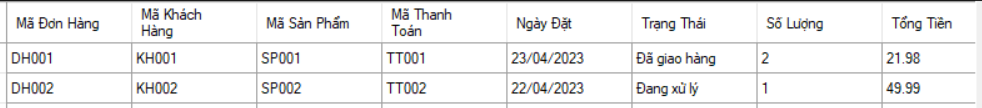 Mã Đơn Hàng Mã Khách Hàng Mã Sản Phẩm Mã Thanh Toán Ngày Đặt Trạng Thái Số Lượng Tổng Tiền
DH001 KH001 SP001 TT001 23/04/2023 Đã giao hàng 2 21.98
DH002 KH002 SP002 TT002 22/04/2023 Đang xử lý 1 49.99